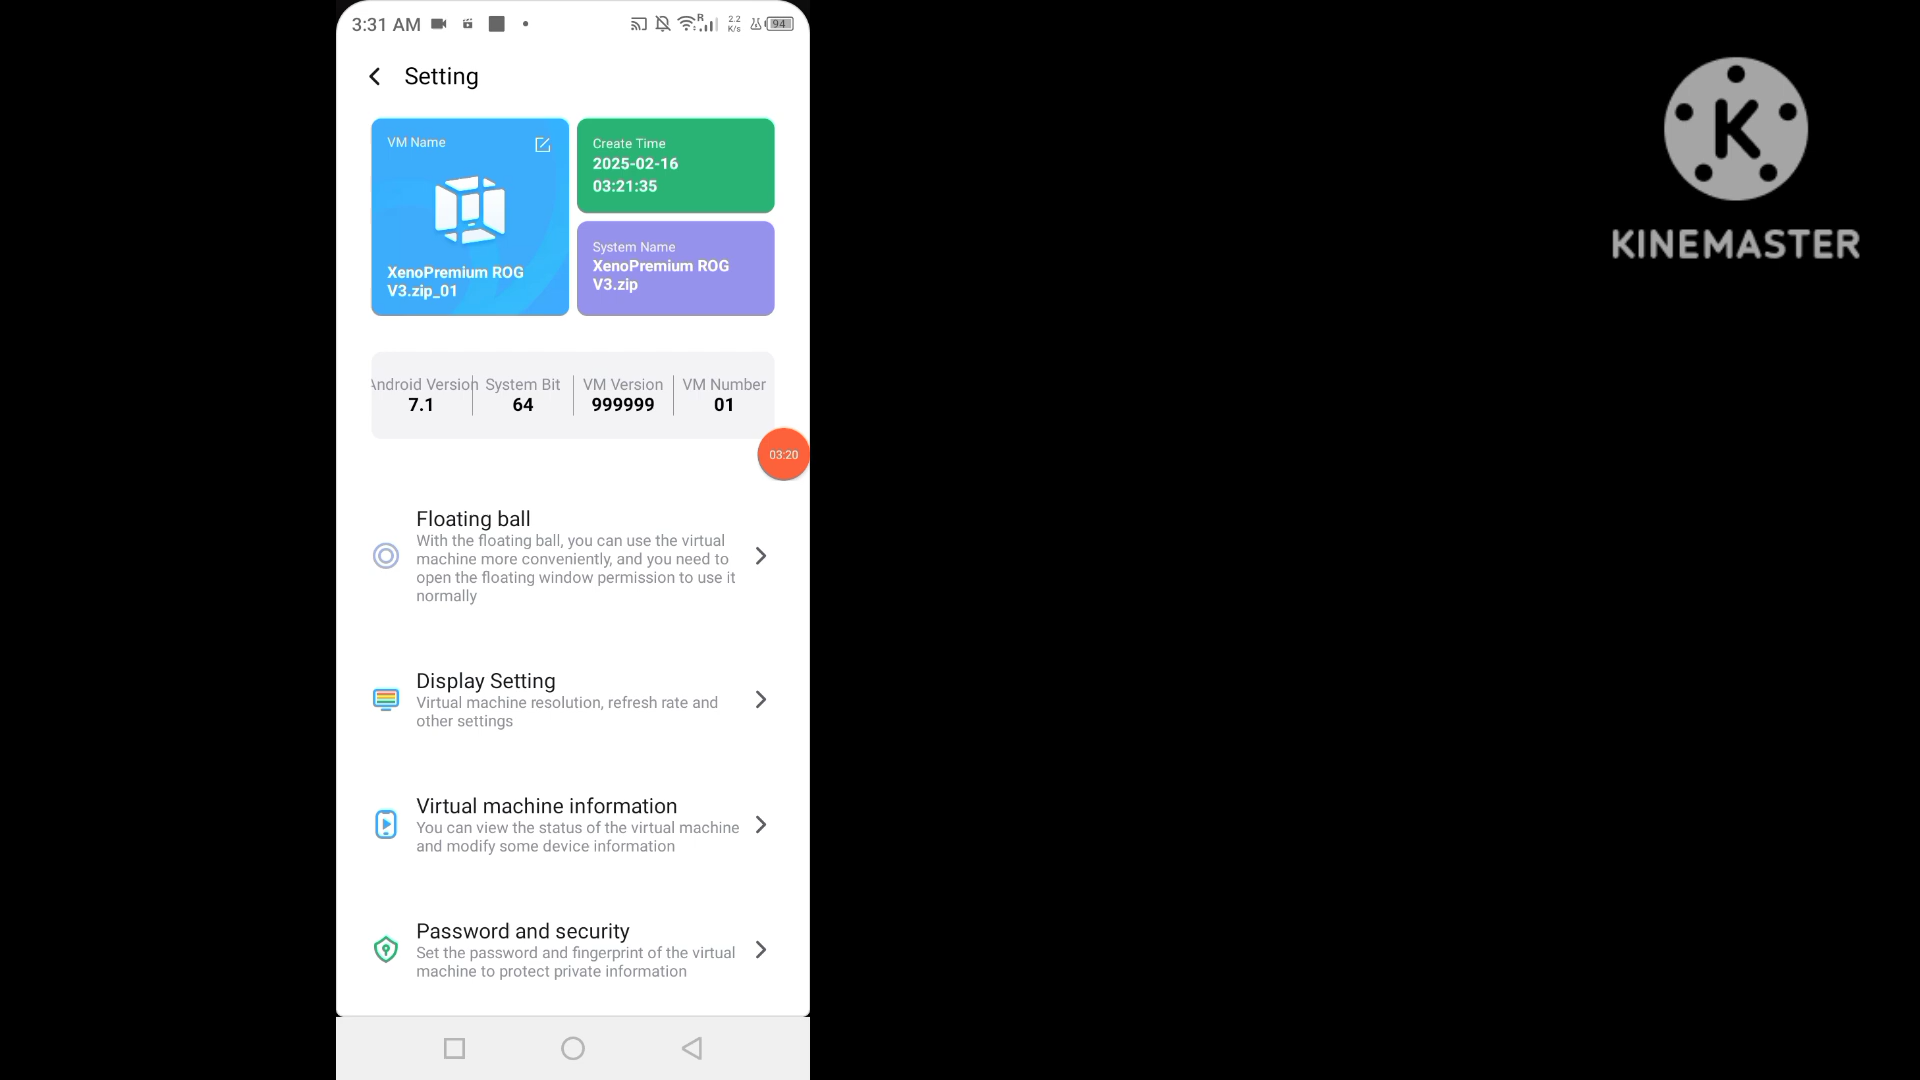 3:31 AM
R
2.2
K/s
94
Setting
VM Name
XenoPremium ROG
V3.zip_01
Create Time
2025-02-16
03:21:35
System Name
XenoPremium ROG
V3.zip
Android Version
7.1
System Bit
64
VM Version
999999
VM Number
01
03:20
Floating ball
With the floating ball, you can use the virtual
machine more conveniently, and you need to
open the floating window permission to use it
normally
Display Setting
Virtual machine resolution, refresh rate and
other settings
Virtual machine information
You can view the status of the virtual machine
and modify some device information
Password and security
Set the password and fingerprint of the virtual
machine to protect private information
K
KINEMASTER